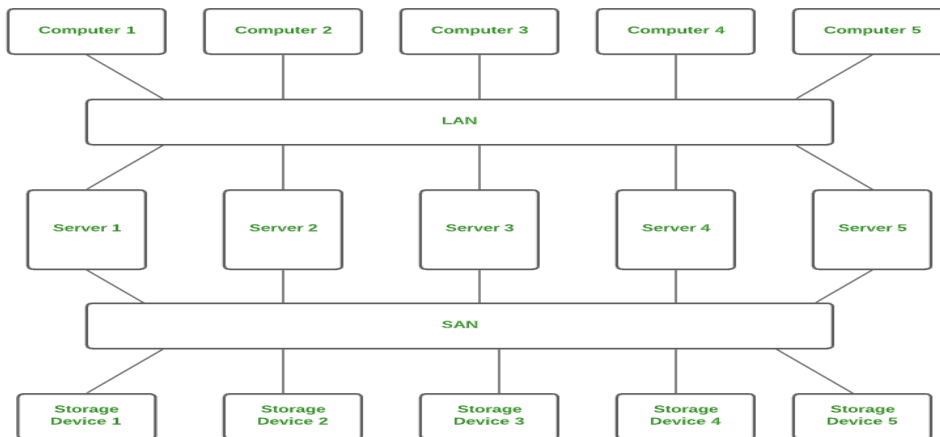 Computer 1
Computer 2
Computer 3
Computer 4
Computer 5
LAN
Server 1
Server 2
Server 3
Server 4
Server 5
SAN
Storage
Device 1
Storage
Device 2
Storage
Device 3
Storage
Device 4
Storage
Device 5